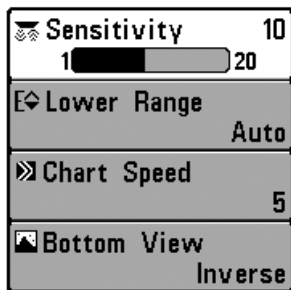 Sensitivity 10
1 20
Lower Range
Auto
Chart Speed
5
Bottom View
Inverse